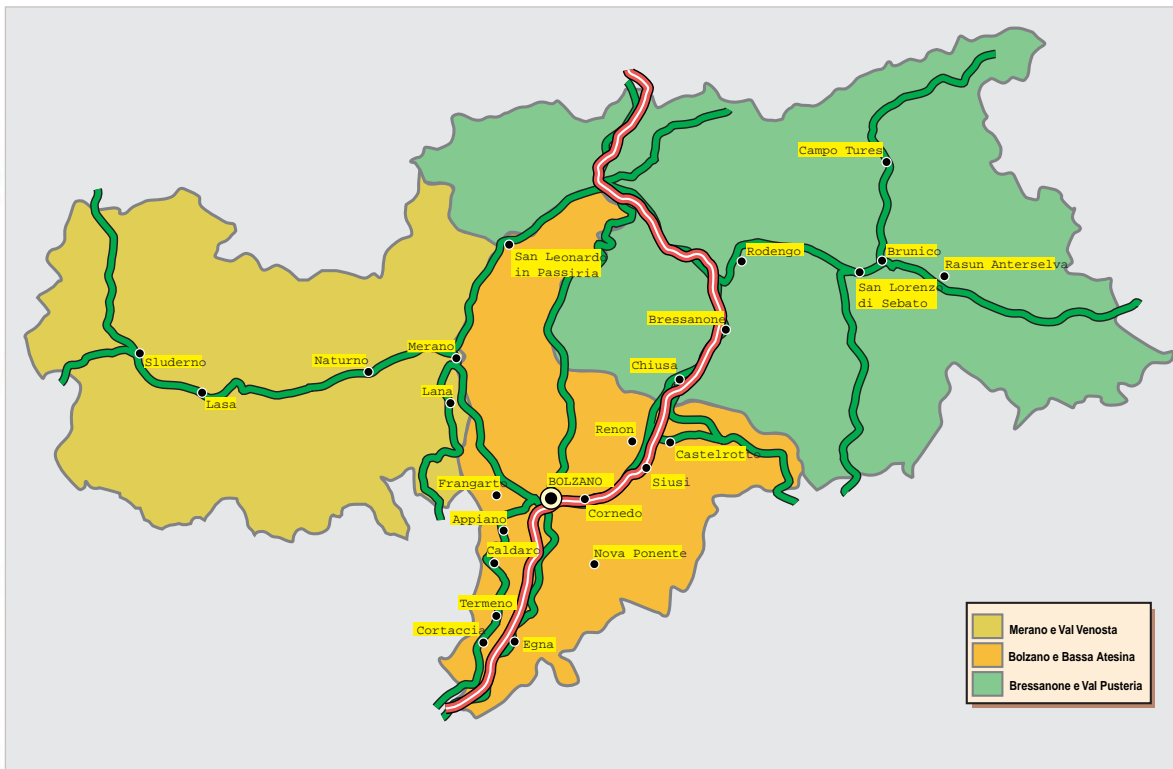 Campo Tures
San Leonardo
in Passiria
Rodengo
Brunico
Rasun Anterselva
San Lorenzo
di Sebato
Bressanone
Merano
Sluderno
Naturno
Chiusa
Lana
Lasa
Renon
Castelrotto
Siusi
Frangarto
BOLZANO
Cornedo
Appiano
Caldaro
Nova Ponente
Termeno
Cortaccia
Egna
Merano e Val Venosta
Bolzano e Bassa Atesina
Bressanone e Val Pusteria